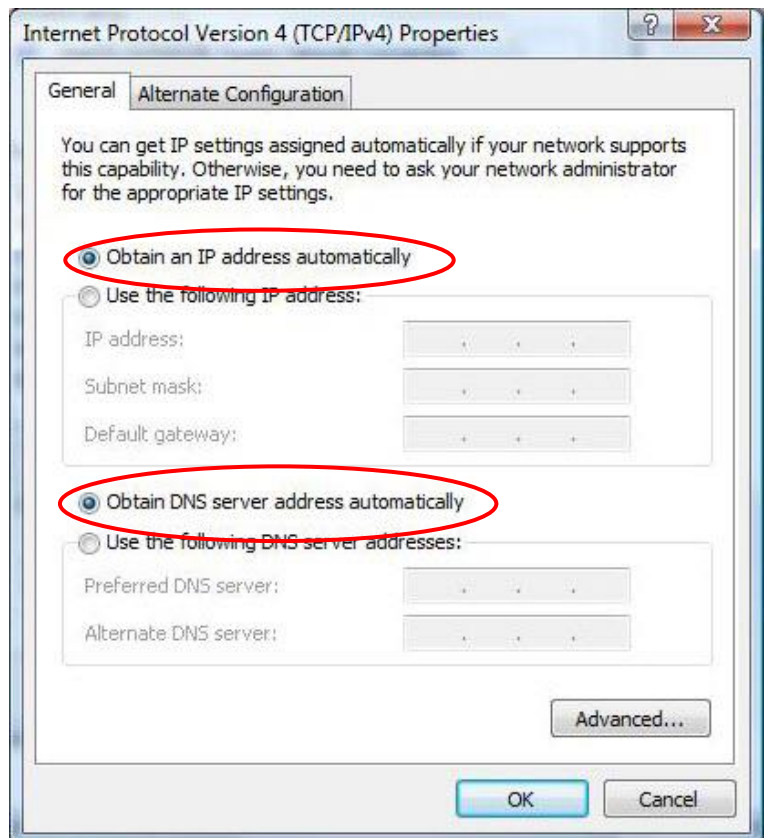 Internet Protocol Version 4 (TCP/IPv4) Properties
General
Alternate Configuration
You can get IP settings assigned automatically if your network supports
this capability. Otherwise, you need to ask your network administrator
for the appropriate IP settings.
Obtain an IP address automatically
Use the following IP address:
IP address:
Subnet mask:
Default gateway:
Obtain DNS server address automatically
Use the following DNS server addresses:
Preferred DNS server:
Alternate DNS server:
Advanced...
OK
Cancel